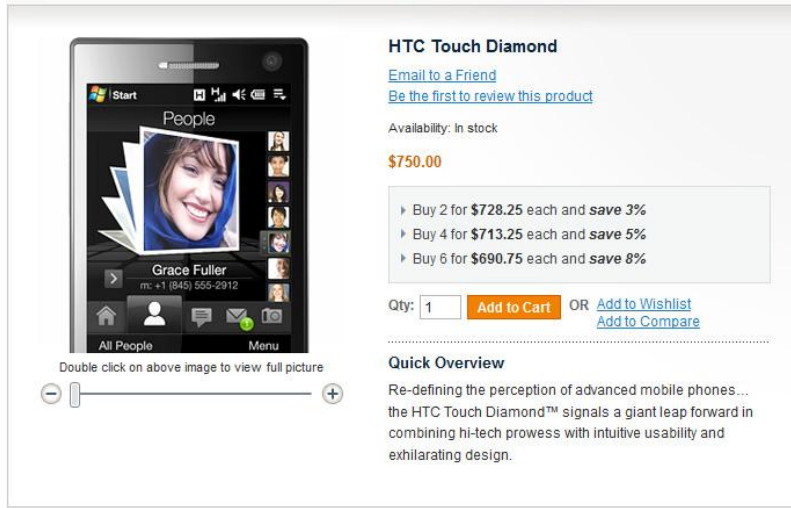 HTC Touch Diamond
Email to a Friend
Be the first to review this product
Availability: In stock
$750.00
Buy 2 for $728.25 each and save 3%
Buy 4 for $713.25 each and save 5%
Buy 6 for $690.75 each and save 8%
Qty: 1 Add to Cart OR Add to Wishlist
Add to Compare
Quick Overview
Re-defining the perception of advanced mobile phones…
the HTC Touch Diamond™ signals a giant leap forward in
combining hi-tech prowess with intuitive usability and
exhilarating design.
Start H H
People
Grace Fuller
m: +1 (845) 555-2912
1
All People Menu
Double click on above image to view full picture